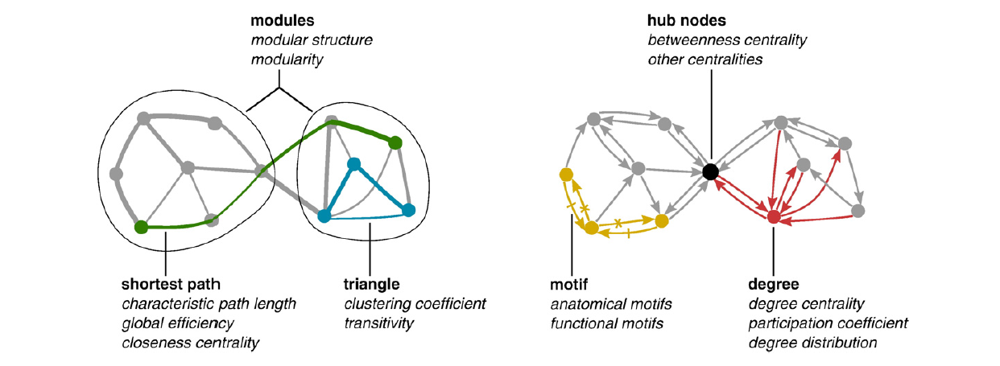 modules
modular structure
modularity
hub nodes
betweenness centrality
other centralities
shortest path
characteristic path length
global efficiency
closeness centrality
triangle
clustering coefficient
transitivity
motif
anatomical motifs
functional motifs
degree
degree centrality
participation coefficient
degree distribution